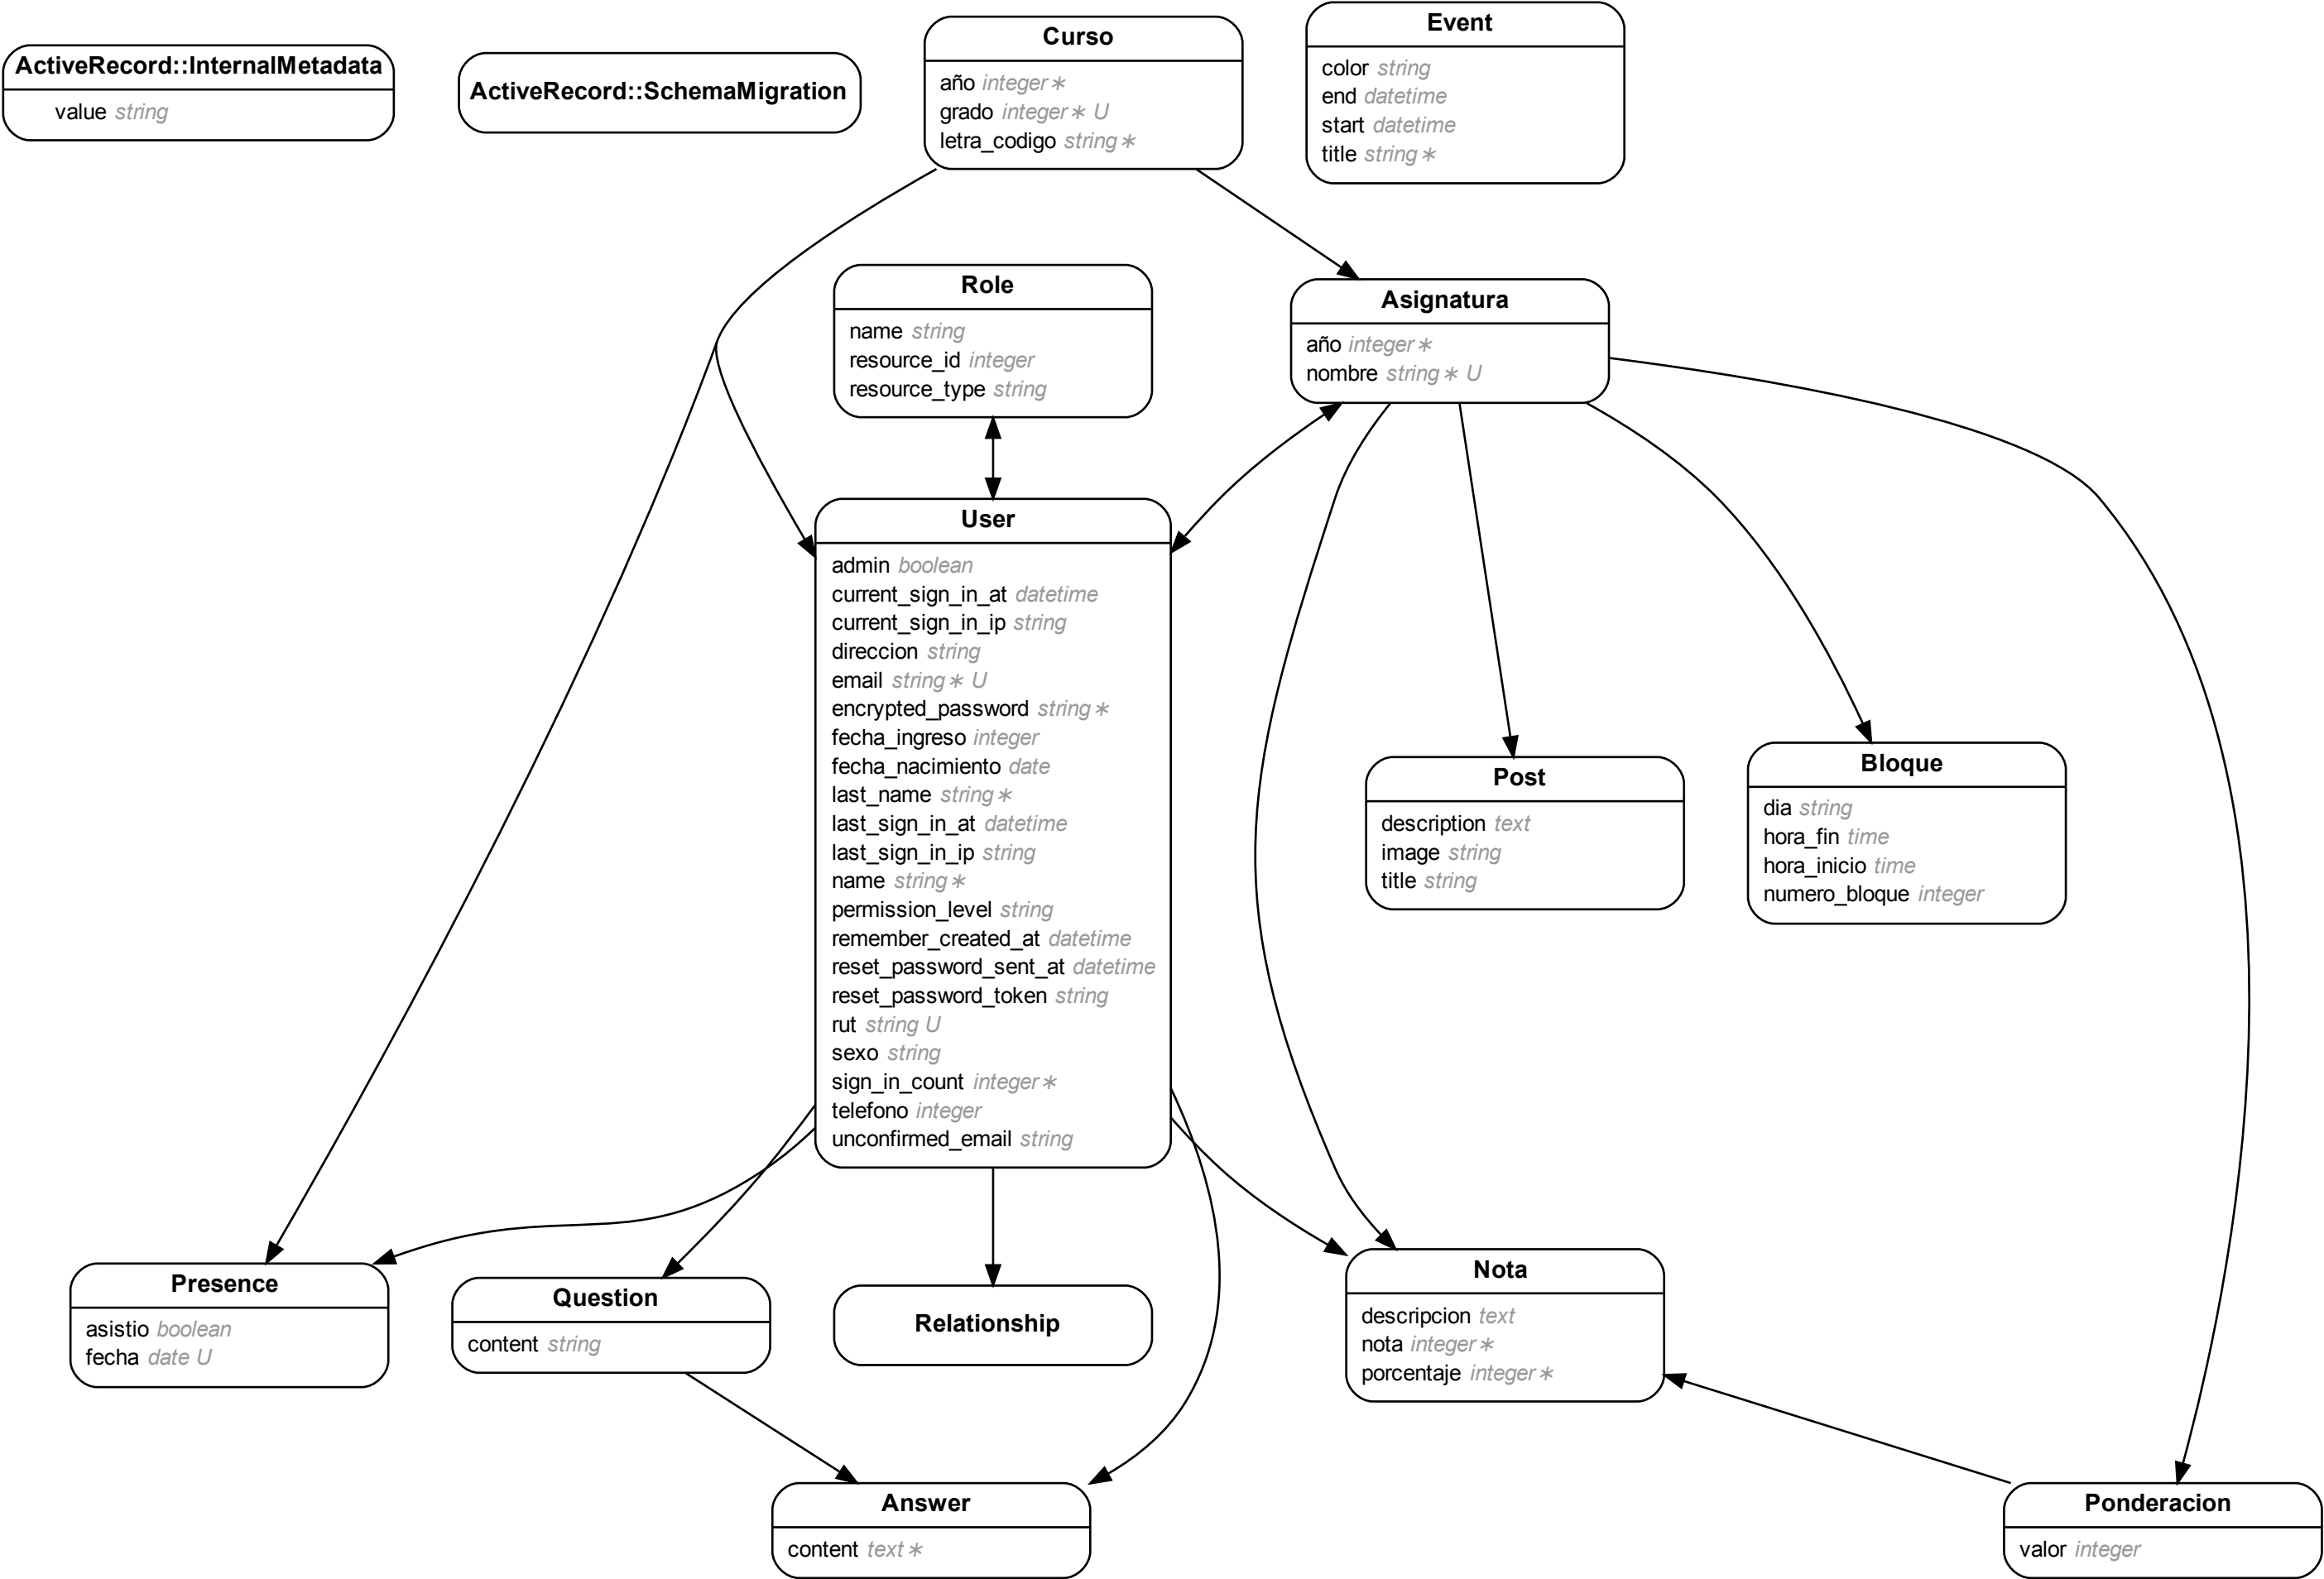 ActiveRecord::InternalMetadata
value string
ActiveRecord::SchemaMigration
Curso
año integer ∗
grado integer ∗ U
letra_codigo string ∗
Event
color string
end datetime
start datetime
title string ∗
Role
name string
resource_id integer
resource_type string
Asignatura
año integer ∗
nombre string ∗ U
User
admin boolean
current_sign_in_at datetime
current_sign_in_ip string
direccion string
email string ∗ U
encrypted_password string ∗
fecha_ingreso integer
fecha_nacimiento date
last_name string ∗
last_sign_in_at datetime
last_sign_in_ip string
name string ∗
permission_level string
remember_created_at datetime
reset_password_sent_at datetime
reset_password_token string
rut string U
sexo string
sign_in_count integer ∗
telefono integer
unconfirmed_email string
Post
description text
image string
title string
Bloque
dia string
hora_fin time
hora_inicio time
numero_bloque integer
Presence
asistio boolean
fecha date U
Question
content string
Relationship
Nota
descripcion text
nota integer ∗
porcentaje integer ∗
Answer
content text ∗
Ponderacion
valor integer